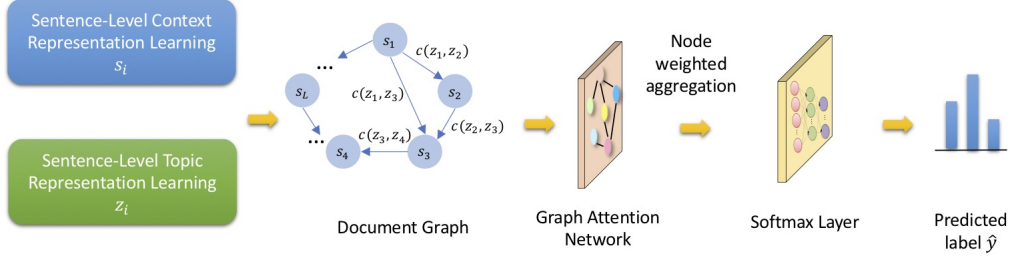 Sentence-Level Context
Representation Learning
s_i
Sentence-Level Topic
Representation Learning
z_i
s_1
c(z_1, z_2)
...
s_L
c(z_1, z_3)
s_2
...
c(z_3, z_4)
c(z_2, z_3)
s_4
s_3
Document Graph
Graph Attention
Network
Node
weighted
aggregation
Softmax Layer
Predicted
label ŷ